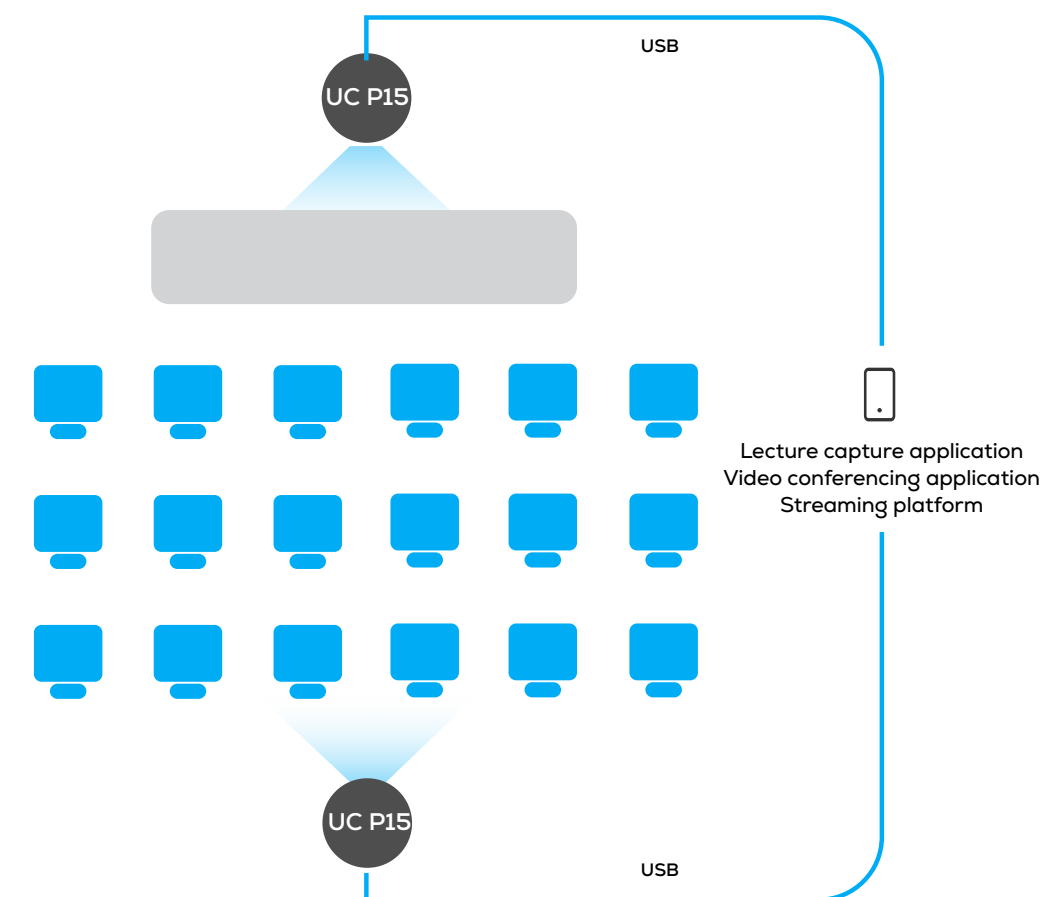 USB
UC P15
Lecture capture application
Video conferencing application
Streaming platform
UC P15
USB